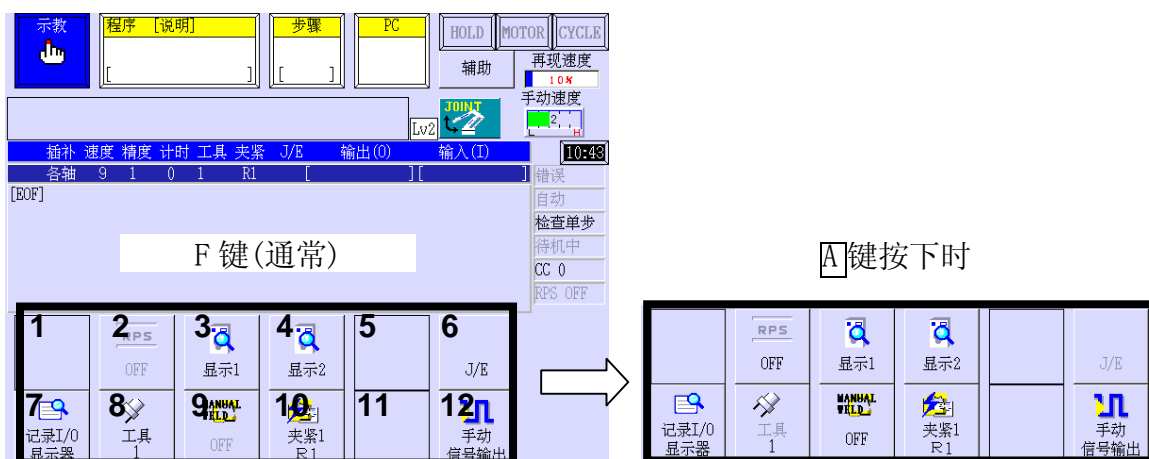 示教 程序 [说明] 步骤 PC HOLD MOTOR CYCLE
[ ] [ ] 辅助 再现速度
10%
手动速度
JOINT 2
Lv2 L H
插补 速度 精度 计时 工具 夹紧 J/E 输出(O) 输入(I) 10:43
各轴 9 1 0 1 R1 [ ][ ] 错误
[EOF] 自动
检查单步
F 键(通常) 待机中
CC 0
RPS OFF
1 2 3 4 5 6
RPS
OFF 显示1 显示2 J/E
7 8 9 10 11 12
MANUAL WELD
记录I/O 显示器 工具 1 OFF 夹紧1 R1 手动 信号输出
A键按下时
RPS
OFF 显示1 显示2 J/E
MANUAL WELD
记录I/O 显示器 工具 1 OFF 夹紧1 R1 手动 信号输出